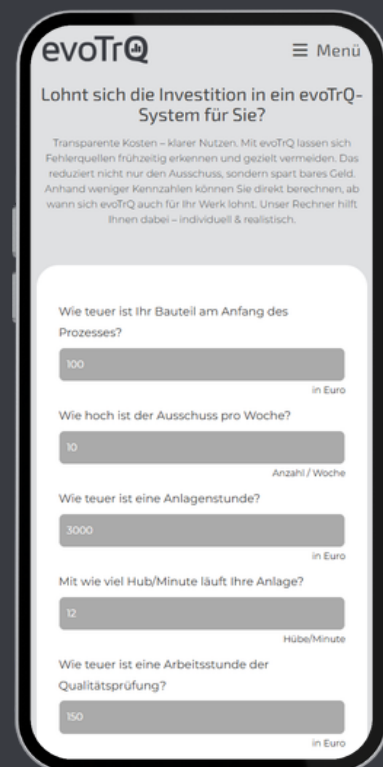 evoTrQ
≡ Menü
Lohnt sich die Investition in ein evoTrQ-
System für Sie?
Transparente Kosten – klarer Nutzen. Mit evoTrQ lassen sich
Fehlerquellen frühzeitig erkennen und gezielt vermeiden. Das
reduziert nicht nur den Ausschuss, sondern spart bares Geld.
Anhand weniger Kennzahlen können Sie direkt berechnen, ab
wann sich evoTrQ auch für Ihr Werk lohnt. Unser Rechner hilft
Ihnen dabei – individuell & realistisch.
Wie teuer ist Ihr Bauteil am Anfang des
Prozesses?
100
in Euro
Wie hoch ist der Ausschuss pro Woche?
10
Anzahl / Woche
Wie teuer ist eine Anlagenstunde?
3000
in Euro
Mit wie viel Hub/Minute läuft Ihre Anlage?
12
Hübe/Minute
Wie teuer ist eine Arbeitsstunde der
Qualitätsprüfung?
150
in Euro